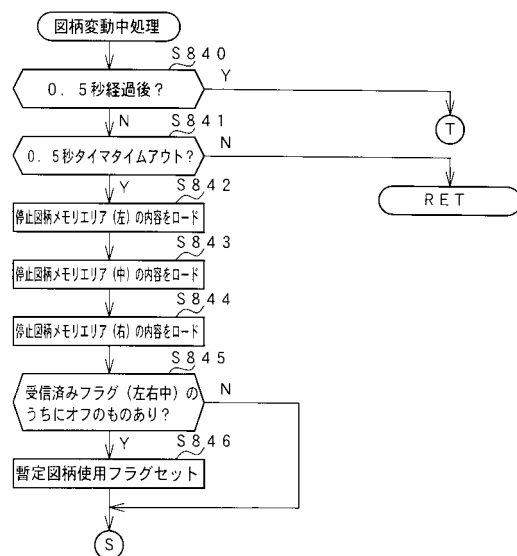 図柄変動中処理
S840
0.5秒経過後?
Y
N
T
S841
0.5秒タイマタイムアウト?
N
Y
RET
S842
停止図柄メモリエリア(左)の内容をロード
S843
停止図柄メモリエリア(中)の内容をロード
S844
停止図柄メモリエリア(右)の内容をロード
S845
受信済みフラグ(左右中)の
うちにオフのものあり?
N
Y
S846
暫定図柄使用フラグセット
S